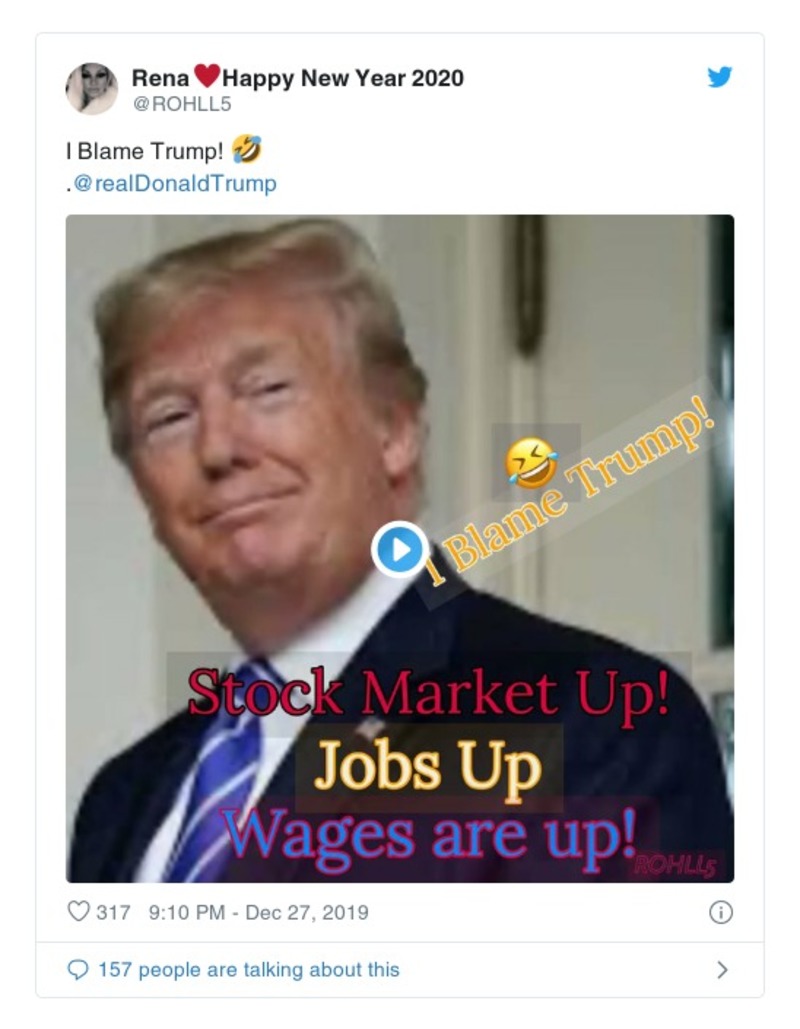 Rena❤️Happy New Year 2020
@ROHLL5
I Blame Trump! 🤣
.@realDonaldTrump
🤣
I Blame Trump!
Stock Market Up!
Jobs Up
Wages are up!
ROHLL5
317 9:10 PM - Dec 27, 2019
157 people are talking about this